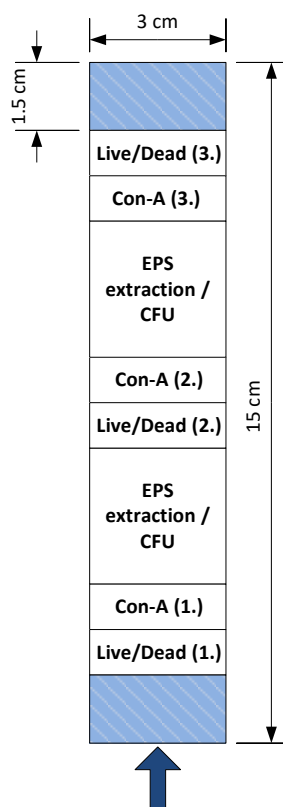 3 cm
1.5 cm
Live/Dead (3.)
Con-A (3.)
EPS
extraction /
CFU
Con-A (2.)
Live/Dead (2.)
15 cm
EPS
extraction /
CFU
Con-A (1.)
Live/Dead (1.)